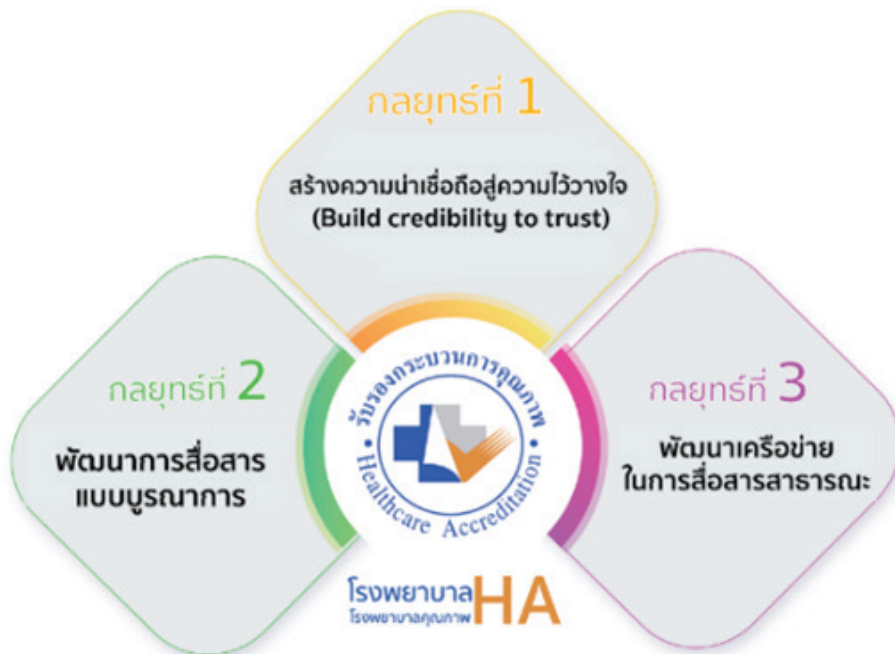 กลยุทธ์ที่ 1
สร้างความน่าเชื่อถือสู่ความไว้วางใจ
(Build credibility to trust)
กลยุทธ์ที่ 2
พัฒนาการสื่อสาร
แบบบูรณาการ
กลยุทธ์ที่ 3
พัฒนาเครือข่าย
ในการสื่อสารสาธารณะ
รับรองกระบวนการคุณภาพ
• Healthcare Accreditation •
โรงพยาบาล HA
โรงพยาบาลคุณภาพ